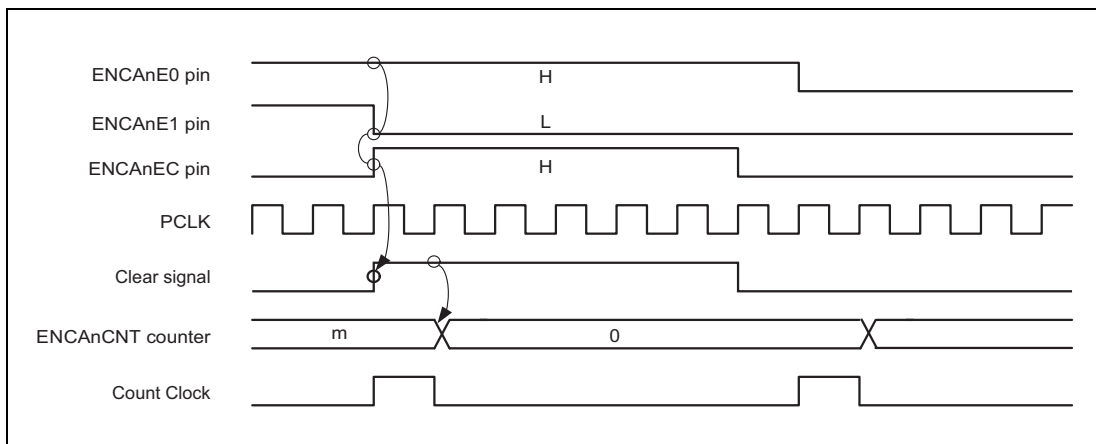 ENCAnE0 pin
H
ENCAnE1 pin
L
ENCAnEC pin
H
PCLK
Clear signal
ENCAnCNT counter
m
0
Count Clock